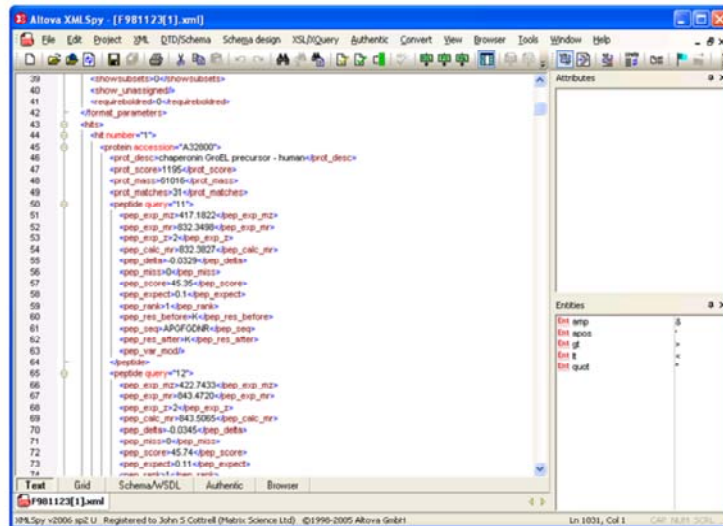 Altova XMLSpy - [F981123[1].xml]
File Edit Project XML DTD/Schema Schema design XSL/XQuery Authentic Convert View Browser Tools Window Help
39 <showsubsets>0</showsubsets>
40 <show_unassigned/>
41 <requireboldred>0</requireboldred>
42 </format_parameters>
43 <hits>
44 <hit number="1">
45 <protein accession="A32800">
46 <prot_desc>chaperonin GroEL precursor - human</prot_desc>
47 <prot_score>1195</prot_score>
48 <prot_mass>61016</prot_mass>
49 <prot_matches>31</prot_matches>
50 <peptide query="11">
51 <pep_exp_mz>417.1822</pep_exp_mz>
52 <pep_exp_mr>832.3498</pep_exp_mr>
53 <pep_exp_z>2</pep_exp_z>
54 <pep_calc_mr>832.3827</pep_calc_mr>
55 <pep_delta>-0.0329</pep_delta>
56 <pep_miss>0</pep_miss>
57 <pep_score>45.35</pep_score>
58 <pep_expect>0.1</pep_expect>
59 <pep_rank>1</pep_rank>
60 <pep_res_before>K</pep_res_before>
61 <pep_seq>APGFGDNR</pep_seq>
62 <pep_res_after>K</pep_res_after>
63 <pep_var_mod/>
64 </peptide>
65 <peptide query="12">
66 <pep_exp_mz>422.7433</pep_exp_mz>
67 <pep_exp_mr>843.4720</pep_exp_mr>
68 <pep_exp_z>2</pep_exp_z>
69 <pep_calc_mr>843.5065</pep_calc_mr>
70 <pep_delta>-0.0345</pep_delta>
71 <pep_miss>0</pep_miss>
72 <pep_score>45.74</pep_score>
73 <pep_expect>0.11</pep_expect>
74 <pep_rank>1</pep_rank>
Attributes
Entities
Ent amp &
Ent apos '
Ent gt >
Ent lt <
Ent quot "
Text Grid Schema/WSDL Authentic Browser
F981123[1].xml
XMLSpy v2006 sp2 U Registered to John S Cottrell (Matrix Science Ltd) ©1998-2005 Altova GmbH Ln 1031, Col 1 CAP NUM SCRL